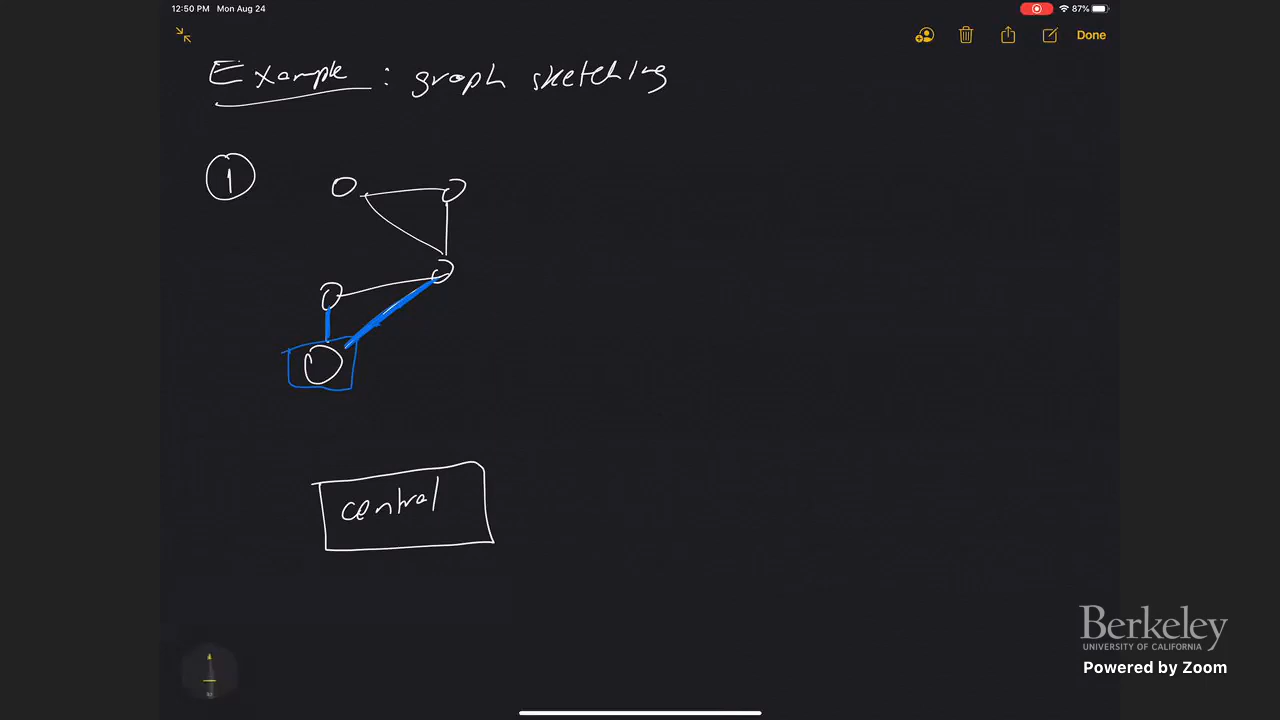 12:50 PM Mon Aug 24
87%
Done
Example : graph sketching
1
central
Berkeley
UNIVERSITY OF CALIFORNIA
Powered by Zoom